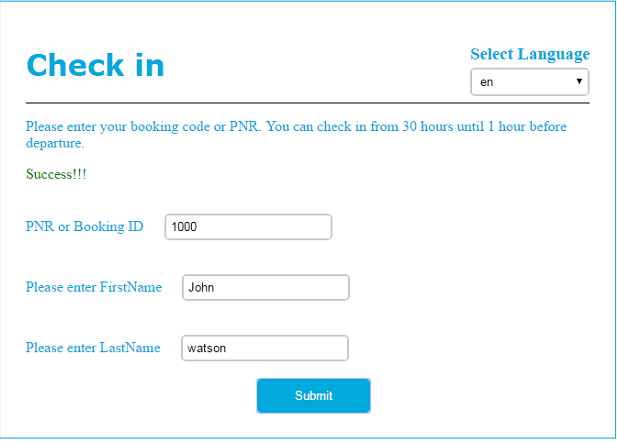 Check in
Select Language
en
Please enter your booking code or PNR. You can check in from 30 hours until 1 hour before
departure.
Success!!!
PNR or Booking ID 1000
Please enter FirstName John
Please enter LastName watson
Submit